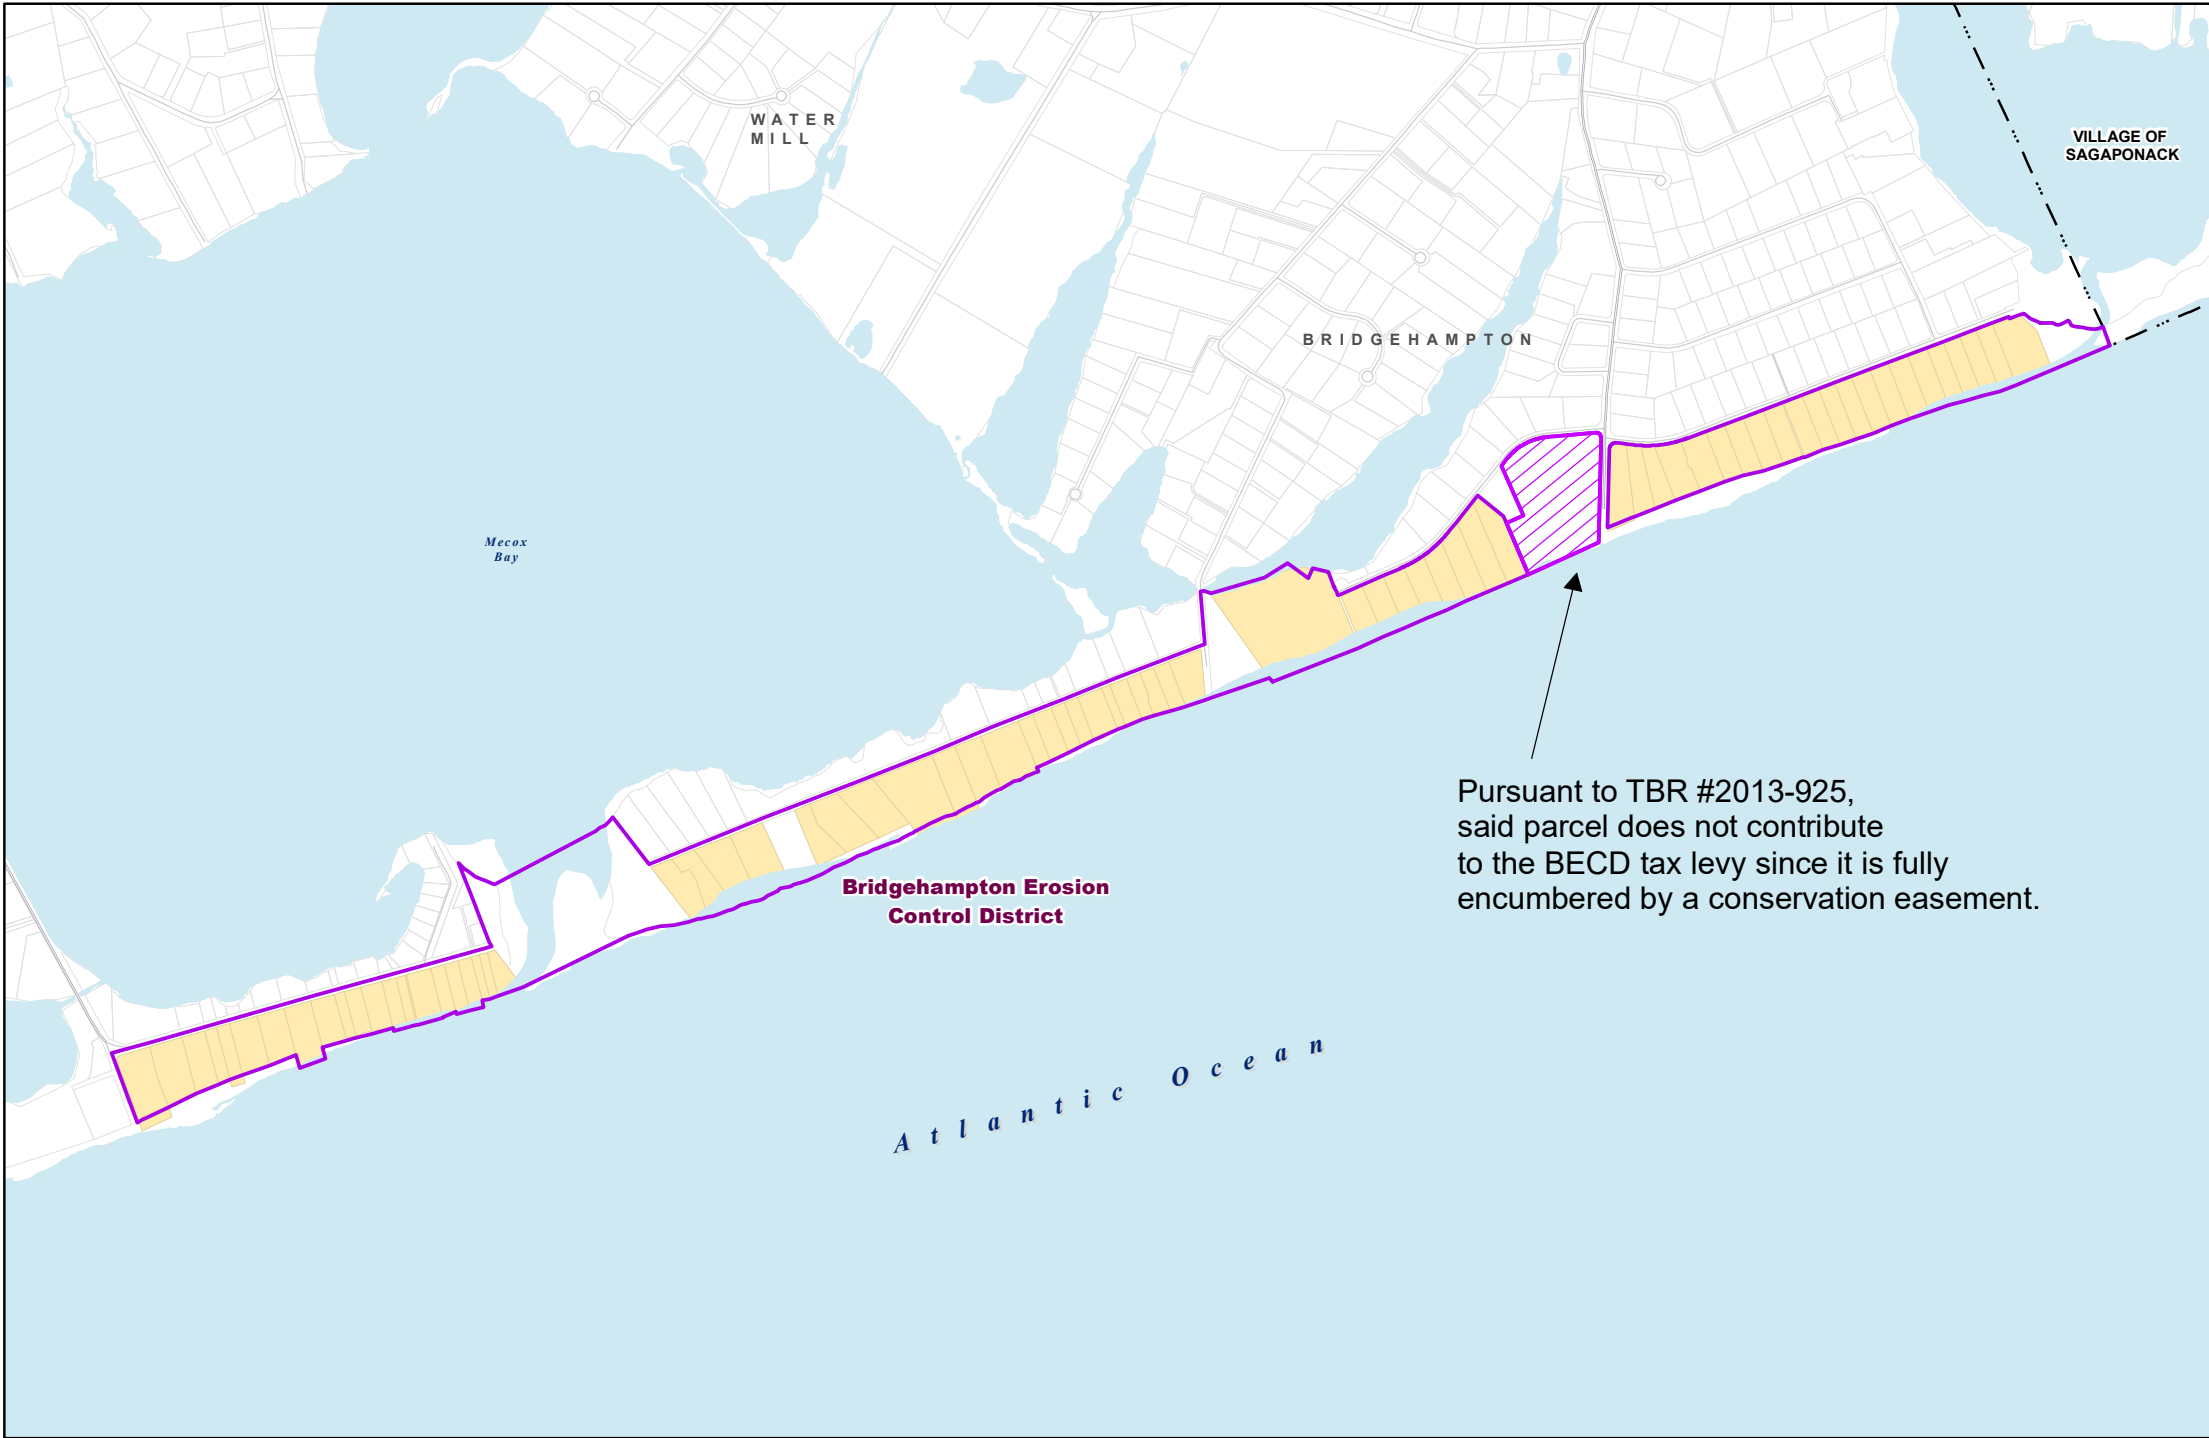 WATER
MILL
VILLAGE OF
SAGAPONACK
BRIDGEHAMPTON
Mecox
Bay
Pursuant to TBR #2013-925,
said parcel does not contribute
to the BECD tax levy since it is fully
encumbered by a conservation easement.
Bridgehampton Erosion
Control District
Atlantic Ocean